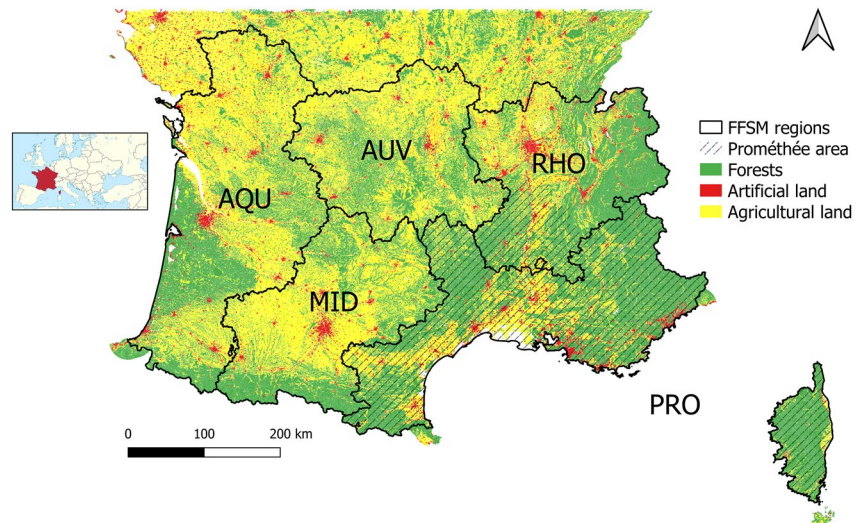 AUV
RHO
AQU
MID
PRO
FFSM regions
Prométhée area
Forests
Artificial land
Agricultural land
0 100 200 km